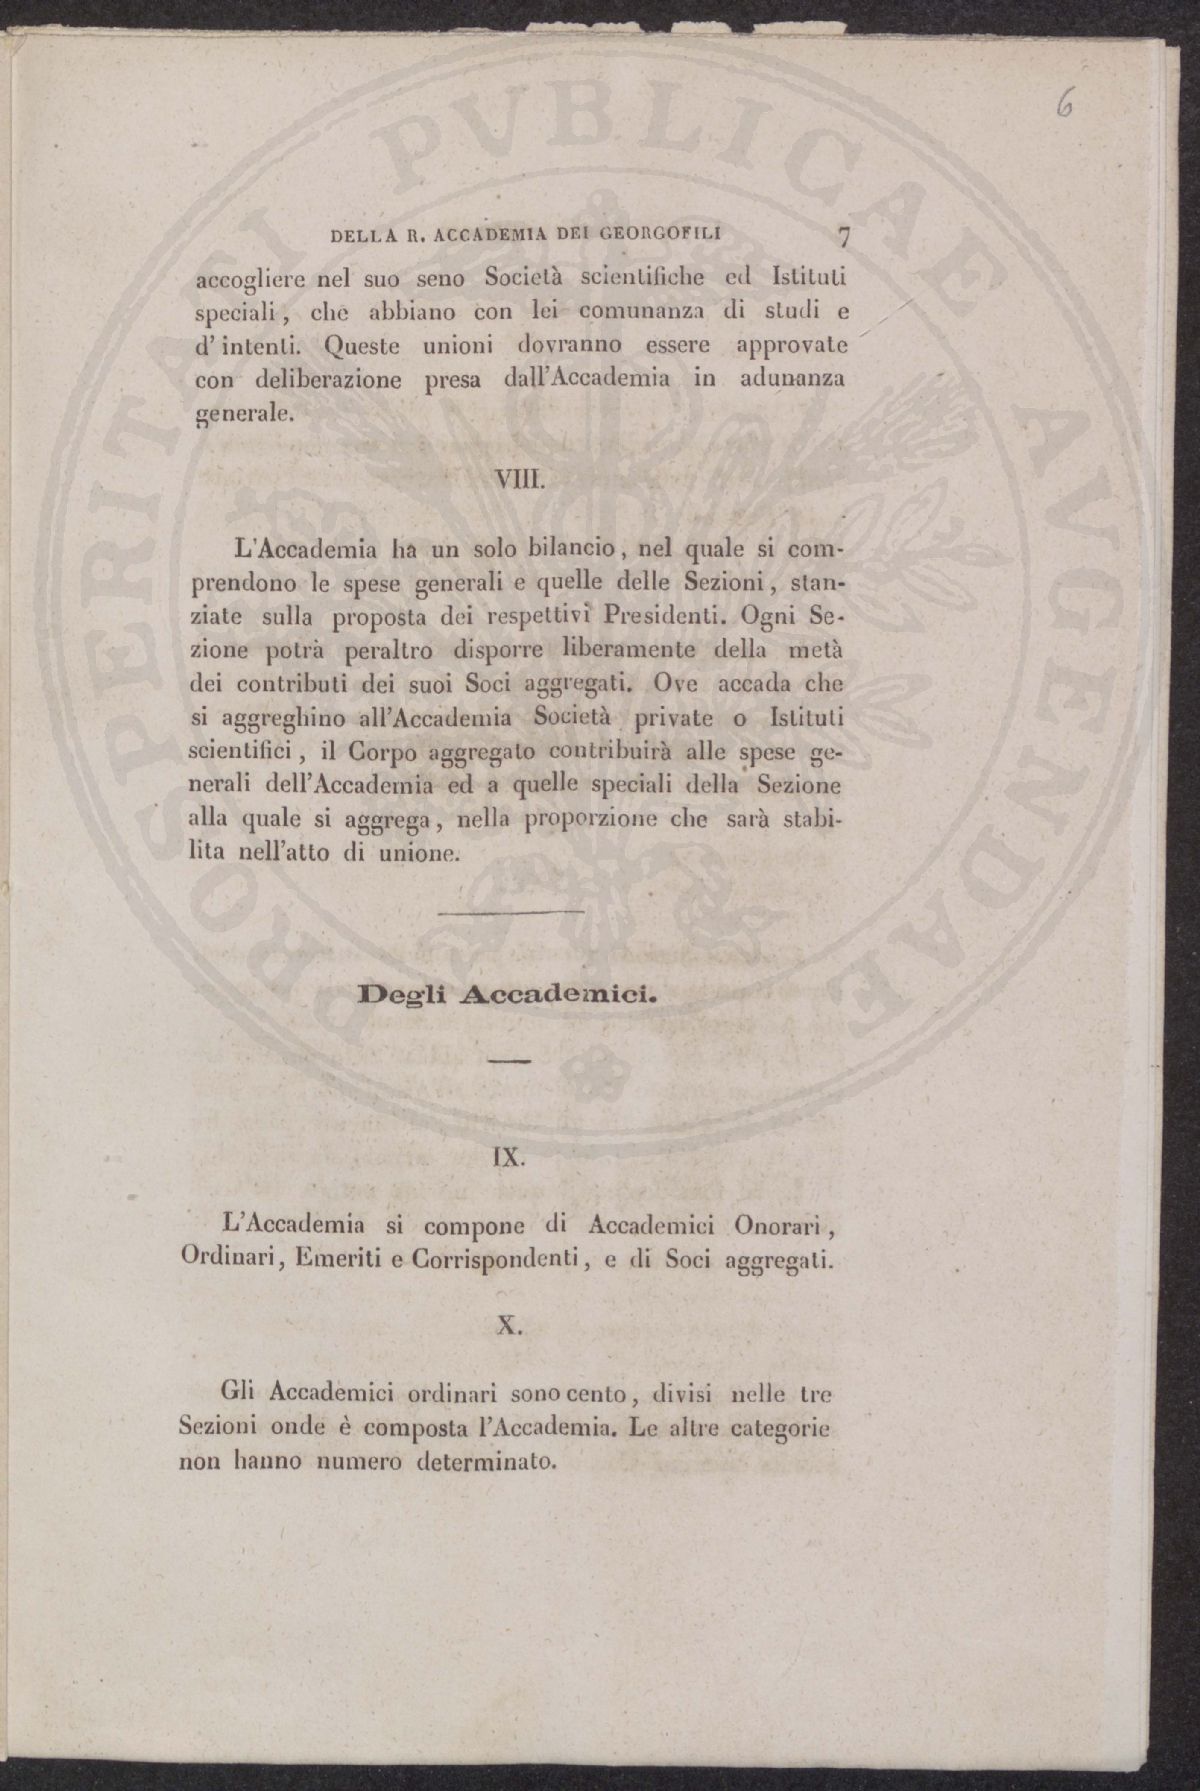 6
DELLA R. ACCADEMIA DEI GEORGOFILI 7
accogliere nel suo seno Società scientifiche ed Istituti
speciali, che abbiano con lei comunanza di studi e
d'intenti. Queste unioni dovranno essere approvate
con deliberazione presa dall'Accademia in adunanza
generale.
VIII.
L'Accademia ha un solo bilancio, nel quale si com-
prendono le spese generali e quelle delle Sezioni, stan-
ziate sulla proposta dei respettivi Presidenti. Ogni Se-
zione potrà peraltro disporre liberamente della metà
dei contributi dei suoi Soci aggregati. Ove accada che
si aggreghino all'Accademia Società private o Istituti
scientifici, il Corpo aggregato contribuirà alle spese ge-
nerali dell'Accademia ed a quelle speciali della Sezione
alla quale si aggrega, nella proporzione che sarà stabi-
lita nell'atto di unione.
Degli Accademici.
IX.
L'Accademia si compone di Accademici Onorari,
Ordinari, Emeriti e Corrispondenti, e di Soci aggregati.
X.
Gli Accademici ordinari sono cento, divisi nelle tre
Sezioni onde è composta l'Accademia. Le altre categorie
non hanno numero determinato.
PROSPERITATI PVBLICAE AVGENDAE